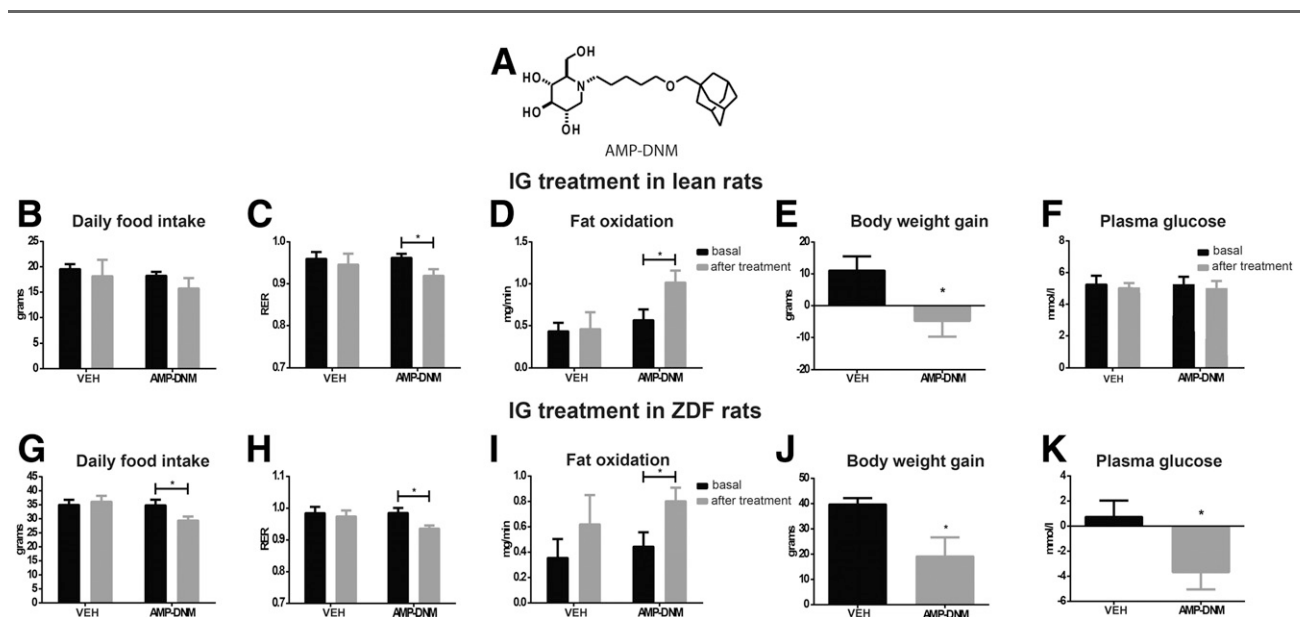 A
OH
HO
N
O
HO
HO
OH
AMP-DNM
IG treatment in lean rats
B
Daily food intake
25
20
15
10
5
0
grams
VEH
AMP-DNM
C
1.0
0.9
0.9
0.8
0.7
RER
*
VEH
AMP-DNM
D
Fat oxidation
1.5
1.0
0.5
0.0
mg/min
*
basal
after treatment
VEH
AMP-DNM
E
Body weight gain
20
10
0
-10
-20
grams
*
VEH
AMP-DNM
F
Plasma glucose
6
4
2
0
mmol/l
basal
after treatment
VEH
AMP-DNM
IG treatment in ZDF rats
G
Daily food intake
45
40
35
30
25
20
15
10
5
0
grams
*
VEH
AMP-DNM
H
1.1
1.0
0.9
0.8
0.7
RER
*
VEH
AMP-DNM
I
Fat oxidation
1.0
0.8
0.6
0.4
0.2
0.0
mg/min
*
basal
after treatment
VEH
AMP-DNM
J
Body weight gain
50
40
30
20
10
0
grams
*
VEH
AMP-DNM
K
Plasma glucose
4
2
0
-2
-4
-6
mmol/l
*
VEH
AMP-DNM